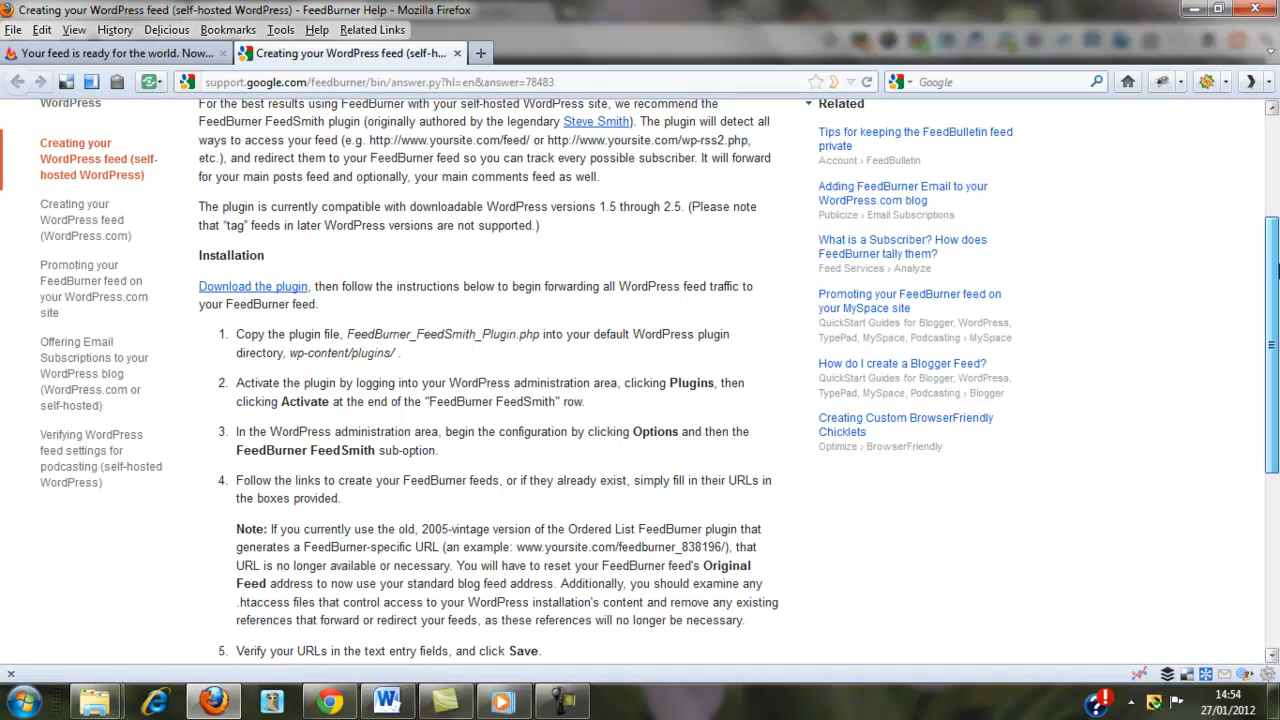 Creating your WordPress feed (self-hosted WordPress) - FeedBurner Help - Mozilla Firefox
File Edit View History Delicious Bookmarks Tools Help Related Links
Your feed is ready for the world. Now... × Creating your WordPress feed (self-h... × +
support.google.com/feedburner/bin/answer.py?hl=en&answer=78483
Google
WordPress
Creating your
WordPress feed (self-
hosted WordPress)
Creating your
WordPress feed
(WordPress.com)
Promoting your
FeedBurner feed on
your WordPress.com
site
Offering Email
Subscriptions to your
WordPress blog
(WordPress.com or
self-hosted)
Verifying WordPress
feed settings for
podcasting (self-hosted
WordPress)
For the best results using FeedBurner with your self-hosted WordPress site, we recommend the
FeedBurner FeedSmith plugin (originally authored by the legendary Steve Smith). The plugin will detect all
ways to access your feed (e.g. http://www.yoursite.com/feed/ or http://www.yoursite.com/wp-rss2.php,
etc.), and redirect them to your FeedBurner feed so you can track every possible subscriber. It will forward
for your main posts feed and optionally, your main comments feed as well.
The plugin is currently compatible with downloadable WordPress versions 1.5 through 2.5. (Please note
that “tag” feeds in later WordPress versions are not supported.)
Installation
Download the plugin, then follow the instructions below to begin forwarding all WordPress feed traffic to
your FeedBurner feed.
1. Copy the plugin file, FeedBurner_FeedSmith_Plugin.php into your default WordPress plugin
directory, wp-content/plugins/ .
2. Activate the plugin by logging into your WordPress administration area, clicking Plugins, then
clicking Activate at the end of the "FeedBurner FeedSmith" row.
3. In the WordPress administration area, begin the configuration by clicking Options and then the
FeedBurner FeedSmith sub-option.
4. Follow the links to create your FeedBurner feeds, or if they already exist, simply fill in their URLs in
the boxes provided.
Note: If you currently use the old, 2005-vintage version of the Ordered List FeedBurner plugin that
generates a FeedBurner-specific URL (an example: www.yoursite.com/feedburner_838196/), that
URL is no longer available or necessary. You will have to reset your FeedBurner feed's Original
Feed address to now use your standard blog feed address. Additionally, you should examine any
.htaccess files that control access to your WordPress installation's content and remove any existing
references that forward or redirect your feeds, as these references will no longer be necessary.
5. Verify your URLs in the text entry fields, and click Save.
Related
Tips for keeping the FeedBulletin feed
private
Account › FeedBulletin
Adding FeedBurner Email to your
WordPress.com blog
Publicize › Email Subscriptions
What is a Subscriber? How does
FeedBurner tally them?
Feed Services › Analyze
Promoting your FeedBurner feed on
your MySpace site
QuickStart Guides for Blogger, WordPress,
TypePad, MySpace, Podcasting › MySpace
How do I create a Blogger Feed?
QuickStart Guides for Blogger, WordPress,
TypePad, MySpace, Podcasting › Blogger
Creating Custom BrowserFriendly
Chicklets
Optimize › BrowserFriendly
14:54
27/01/2012